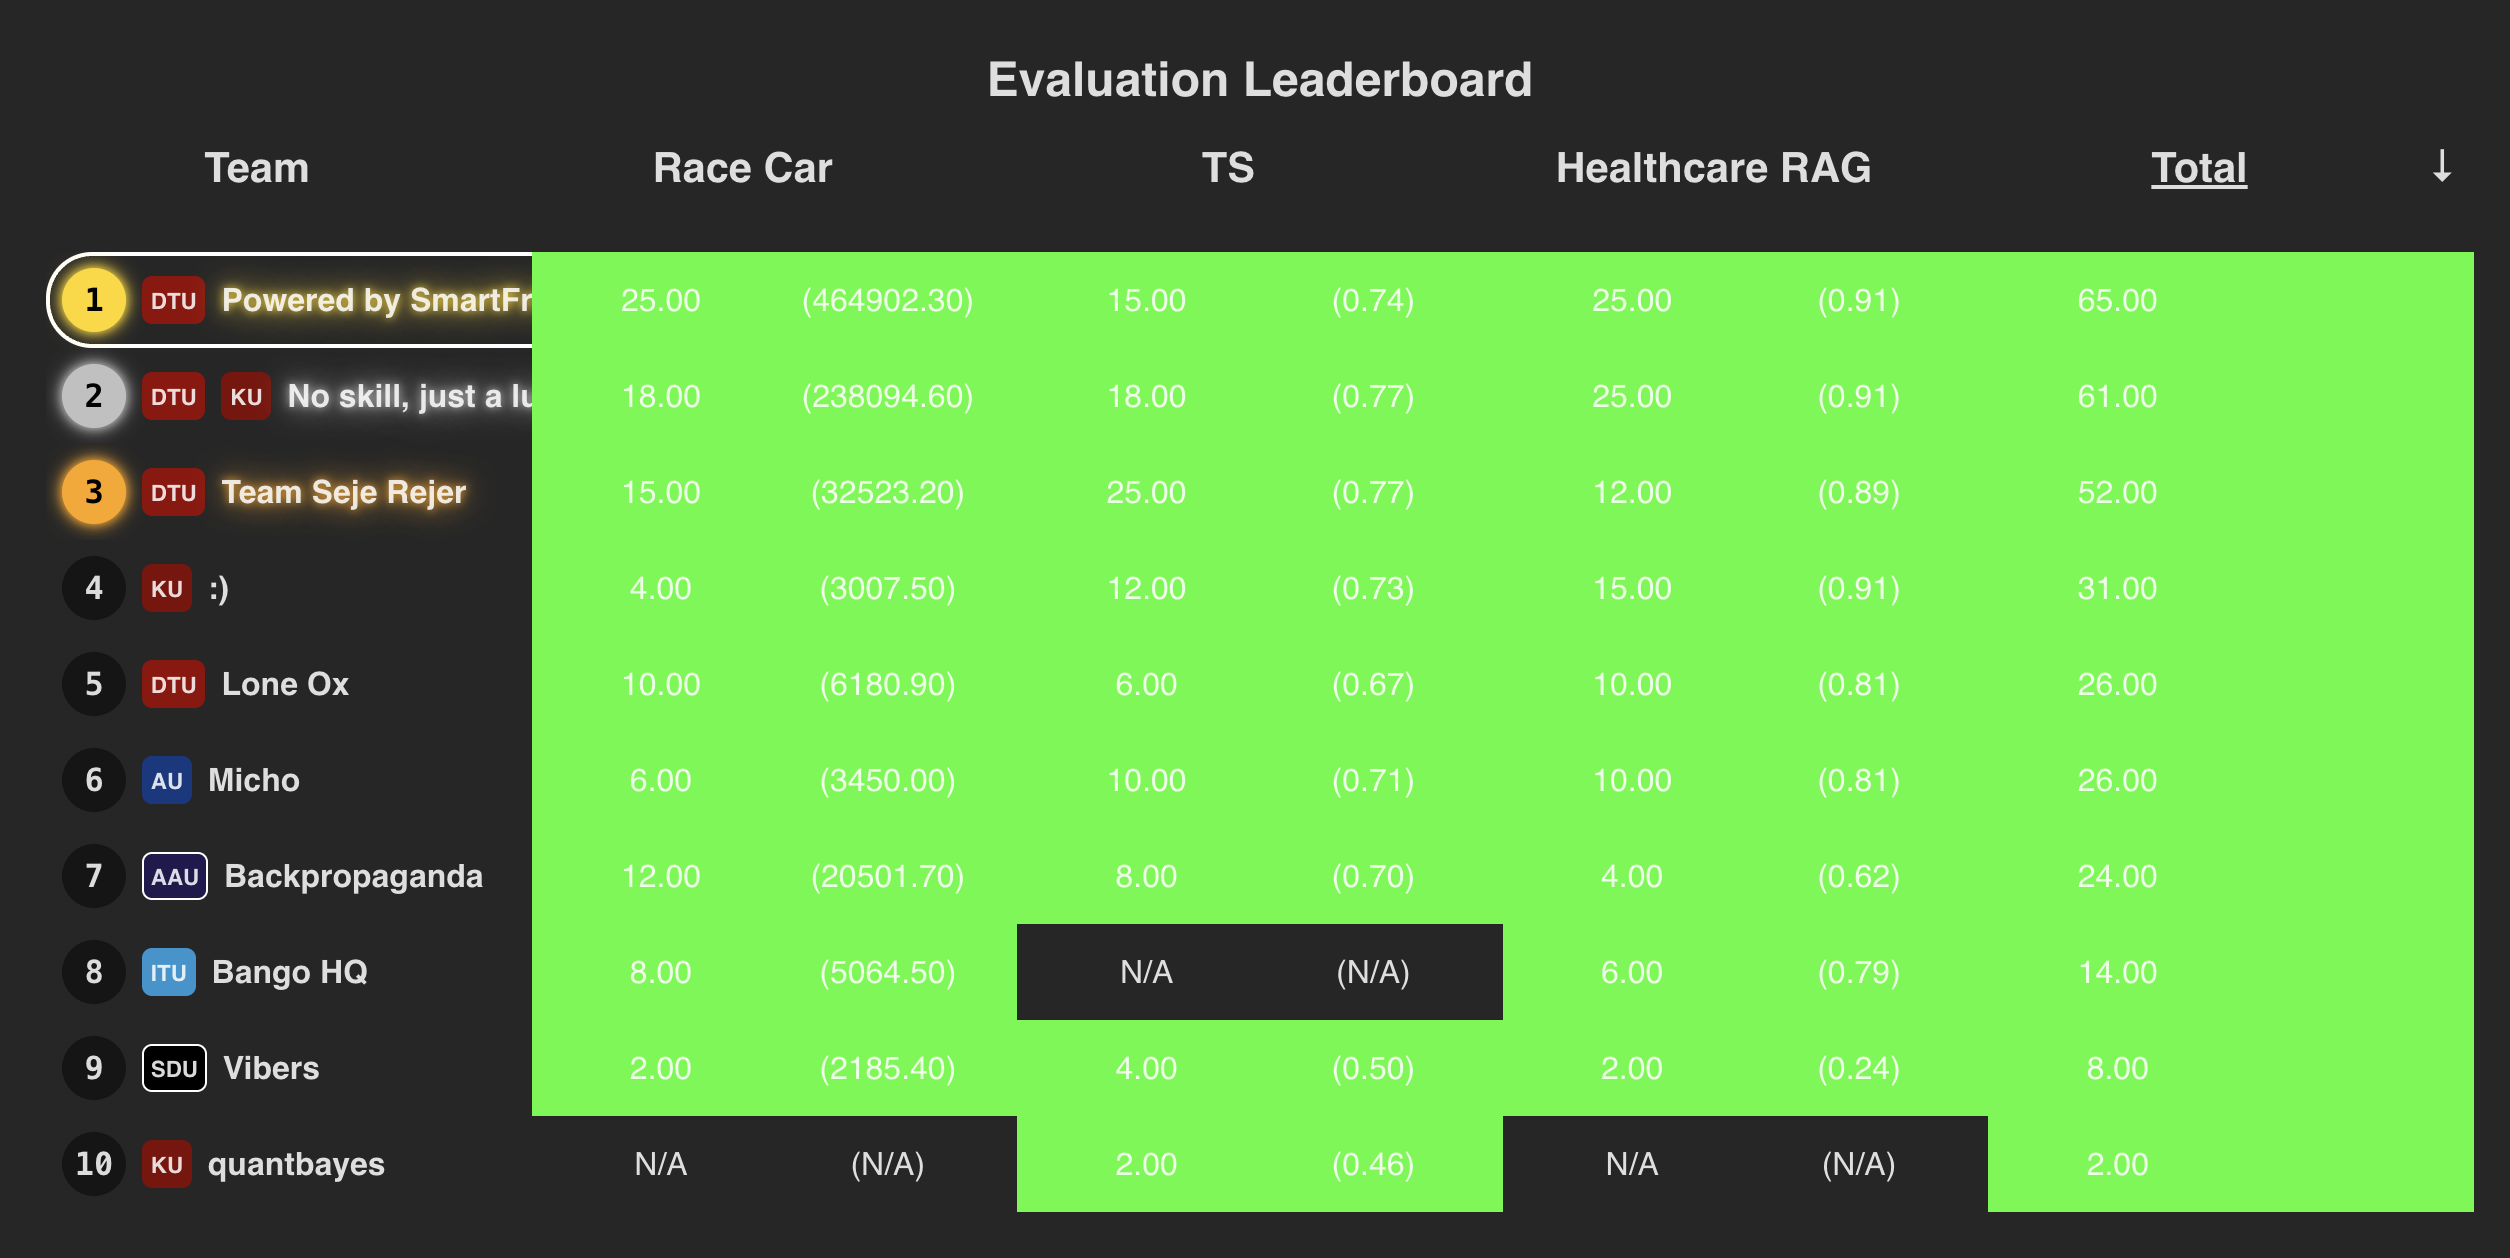 Evaluation Leaderboard
Team Race Car TS Healthcare RAG Total ↓
1 DTU Powered by SmartFr 25.00 (464902.30) 15.00 (0.74) 25.00 (0.91) 65.00
2 DTU KU No skill, just a lu 18.00 (238094.60) 18.00 (0.77) 25.00 (0.91) 61.00
3 DTU Team Seje Rejer 15.00 (32523.20) 25.00 (0.77) 12.00 (0.89) 52.00
4 KU :) 4.00 (3007.50) 12.00 (0.73) 15.00 (0.91) 31.00
5 DTU Lone Ox 10.00 (6180.90) 6.00 (0.67) 10.00 (0.81) 26.00
6 AU Micho 6.00 (3450.00) 10.00 (0.71) 10.00 (0.81) 26.00
7 AAU Backpropaganda 12.00 (20501.70) 8.00 (0.70) 4.00 (0.62) 24.00
8 ITU Bango HQ 8.00 (5064.50) N/A (N/A) 6.00 (0.79) 14.00
9 SDU Vibers 2.00 (2185.40) 4.00 (0.50) 2.00 (0.24) 8.00
10 KU quantbayes N/A (N/A) 2.00 (0.46) N/A (N/A) 2.00